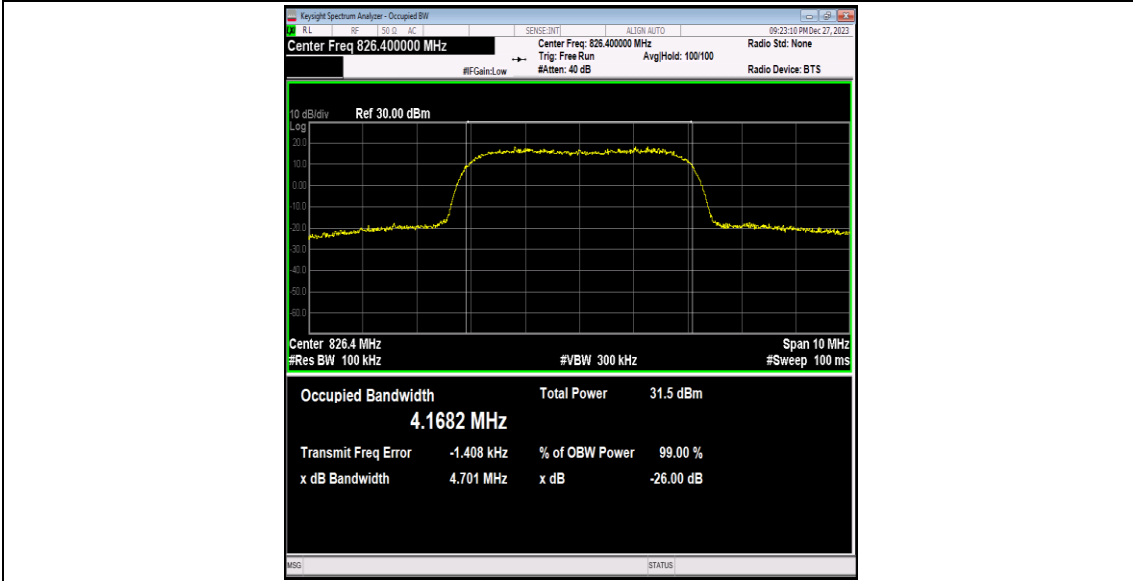 Keysight Spectrum Analyzer - Occupied BW
RL RF 50 Ω AC SENSE:INT ALIGN AUTO 09:23:10 PM Dec 27, 2023
Center Freq 826.400000 MHz
Center Freq: 826.400000 MHz Radio Std: None
Trig: Free Run Avg|Hold: 100/100
#IFGain:Low #Atten: 40 dB Radio Device: BTS
10 dB/div Ref 30.00 dBm
Log
20.0
10.0
0.00
-10.0
-20.0
-30.0
-40.0
-50.0
-60.0
Center 826.4 MHz Span 10 MHz
#Res BW 100 kHz #VBW 300 kHz #Sweep 100 ms
Occupied Bandwidth Total Power 31.5 dBm
4.1682 MHz
Transmit Freq Error -1.408 kHz % of OBW Power 99.00 %
x dB Bandwidth 4.701 MHz x dB -26.00 dB
MSG STATUS